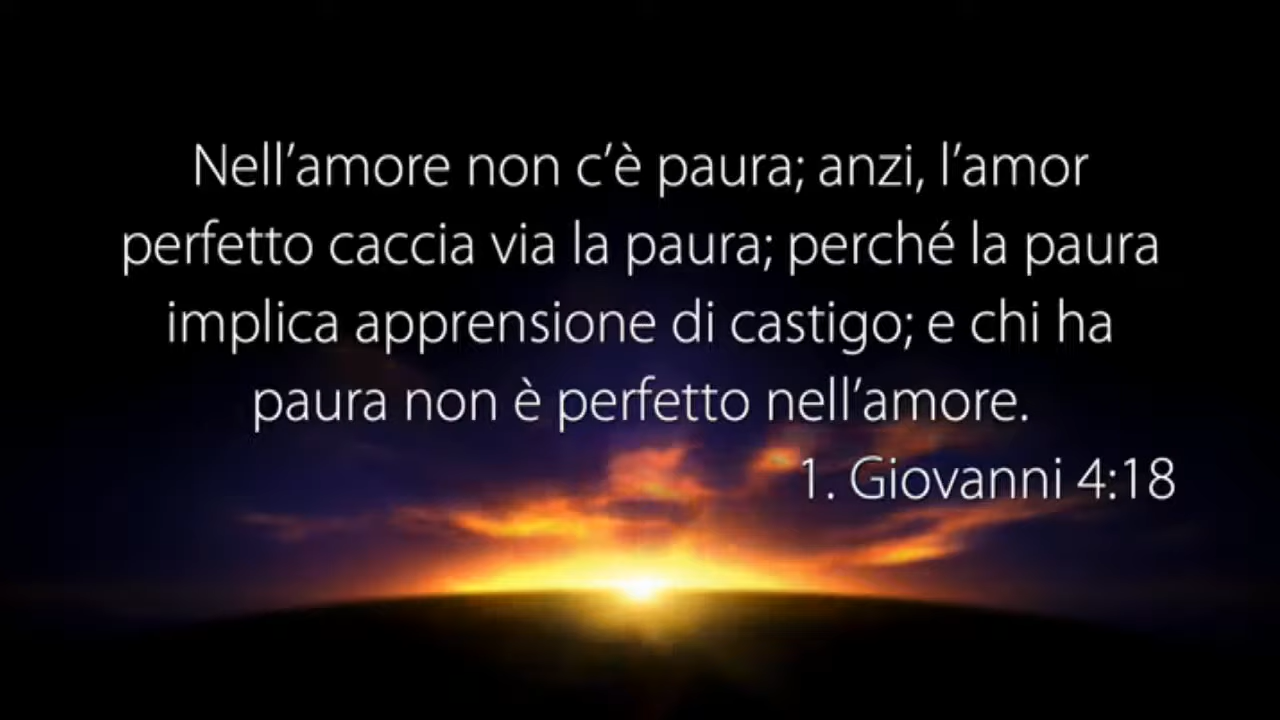 Nell’amore non c’è paura; anzi, l’amor
perfetto caccia via la paura; perché la paura
implica apprensione di castigo; e chi ha
paura non è perfetto nell’amore.
1. Giovanni 4:18